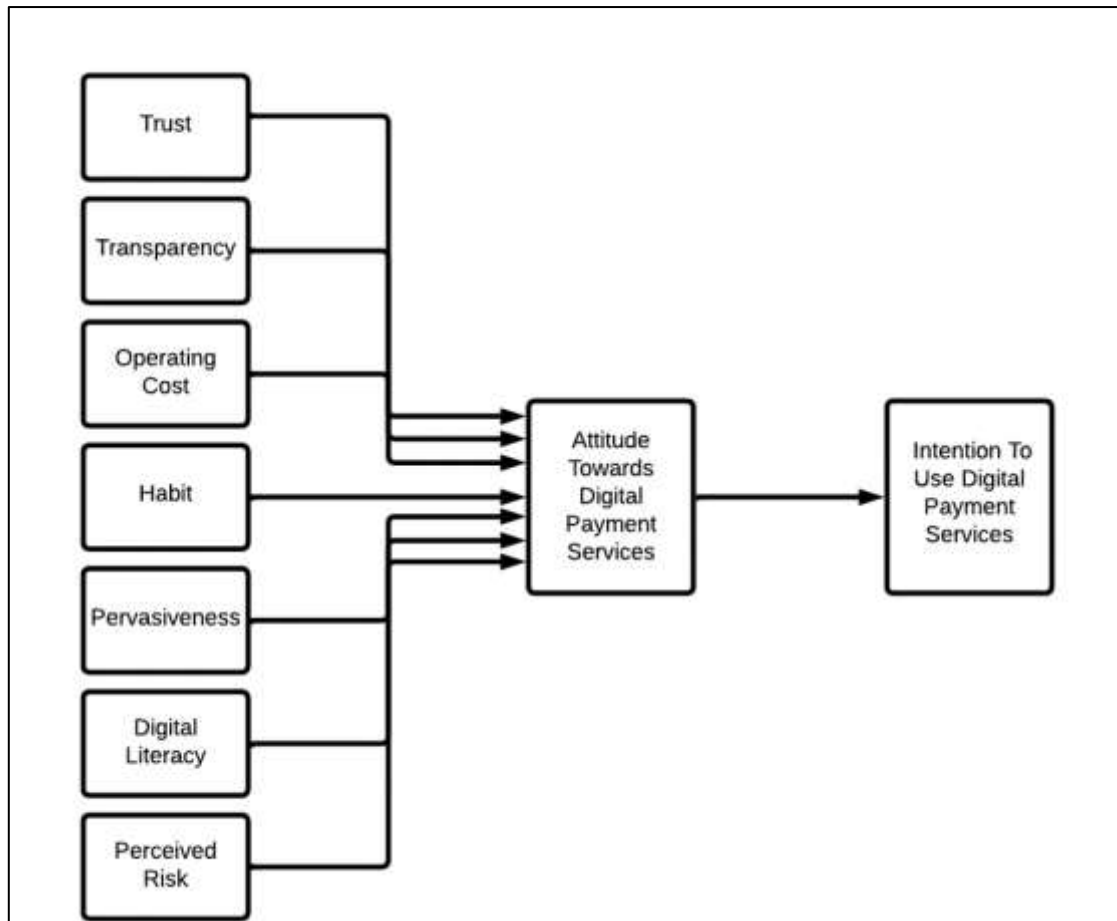 Trust
Transparency
Operating
Cost
Habit
Pervasiveness
Digital
Literacy
Perceived
Risk
Attitude
Towards
Digital
Payment
Services
Intention To
Use Digital
Payment
Services